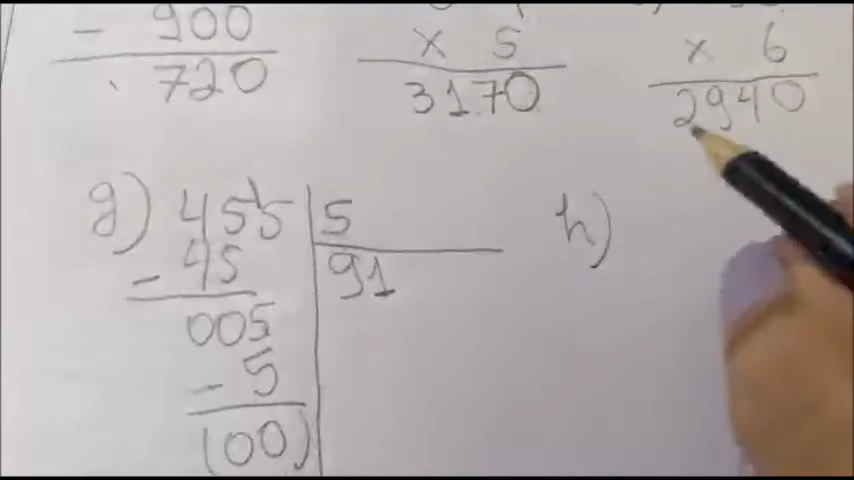 - 900
720
x 5
3170
x 6
2940
g) 455 5
- 45 91
005
- 5
(00)
h)